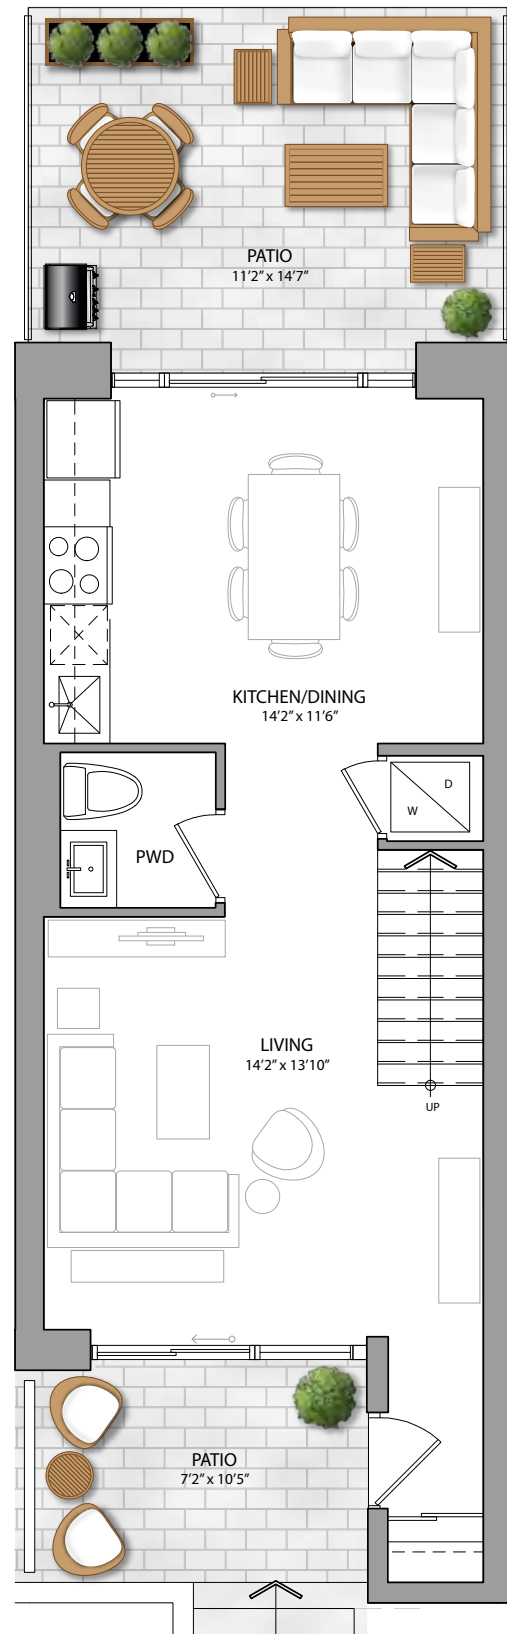 PATIO
11’2” x 14’7”
KITCHEN/DINING
14’2” x 11’6”
D
W
PWD
LIVING
14’2” x 13’10”
UP
PATIO
7’2” x 10’5”